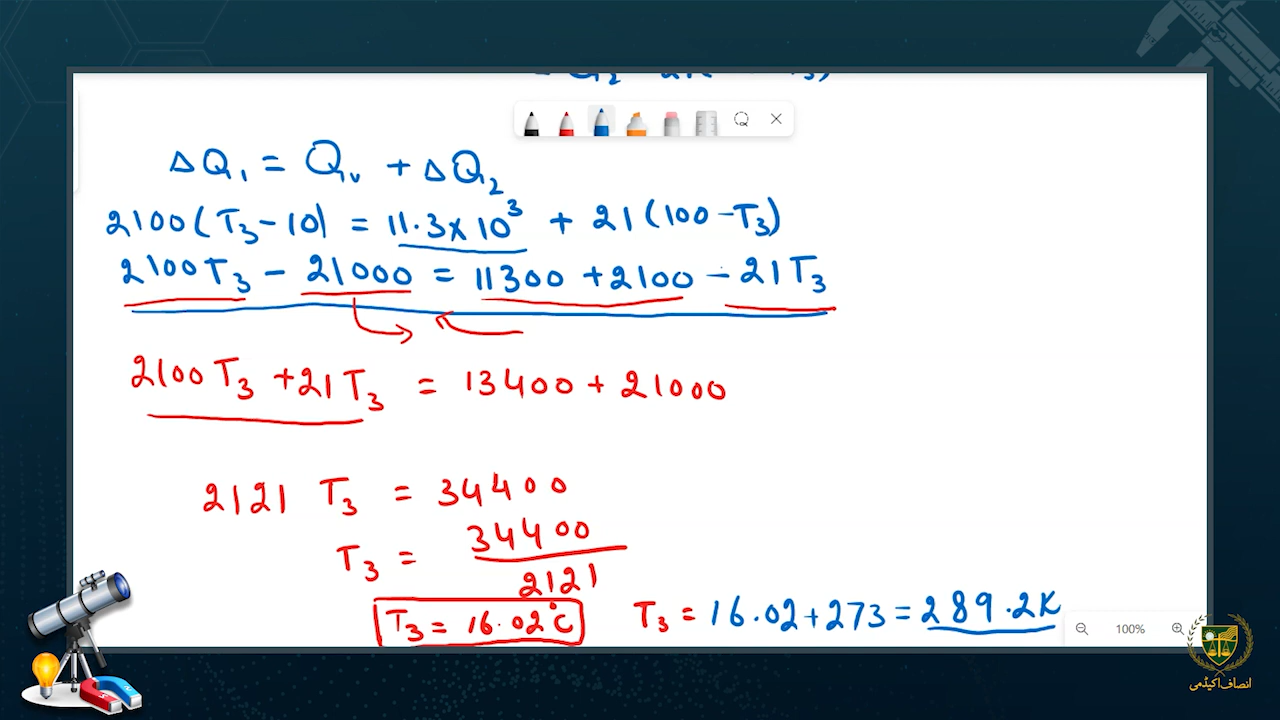 ΔQ₁ = Qᵥ + ΔQ₂
2100(T₃-10) = 11.3×10³ + 21(100-T₃)
2100T₃ - 21000 = 11300 + 2100 - 21T₃
2100T₃ + 21T₃ = 13400 + 21000
2121 T₃ = 34400
T₃ = 34400/2121
T₃ = 16.02°C
T₃ = 16.02+273 = 289.2K
100%
انصاف اکیڈمی